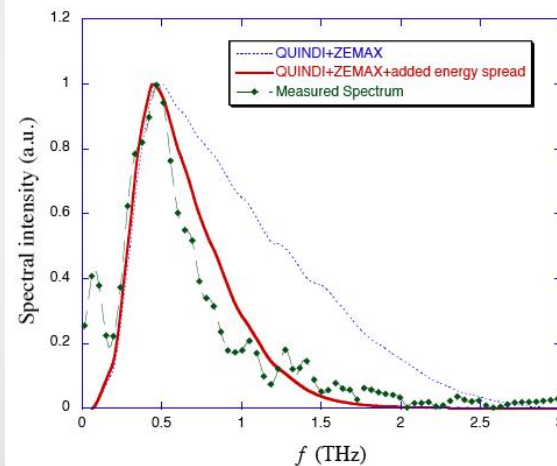 1.2
QUINDI+ZEMAX
QUINDI+ZEMAX+added energy spread
Measured Spectrum
1
0.8
0.6
0.4
0.2
0
Spectral intensity (a.u.)
0 0.5 1 1.5 2 2.5 3
f (THz)